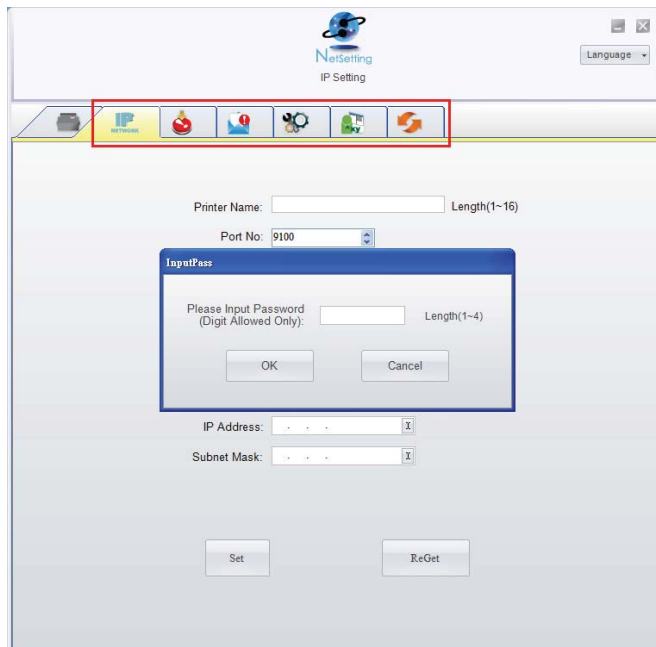 NetSetting
IP Setting
Language
IP
NETWORK
Printer Name: Length(1~16)
Port No: 9100
InputPass
Please Input Password
(Digit Allowed Only): Length(1~4)
OK Cancel
IP Address: . . .
Subnet Mask: . . .
Set ReGet